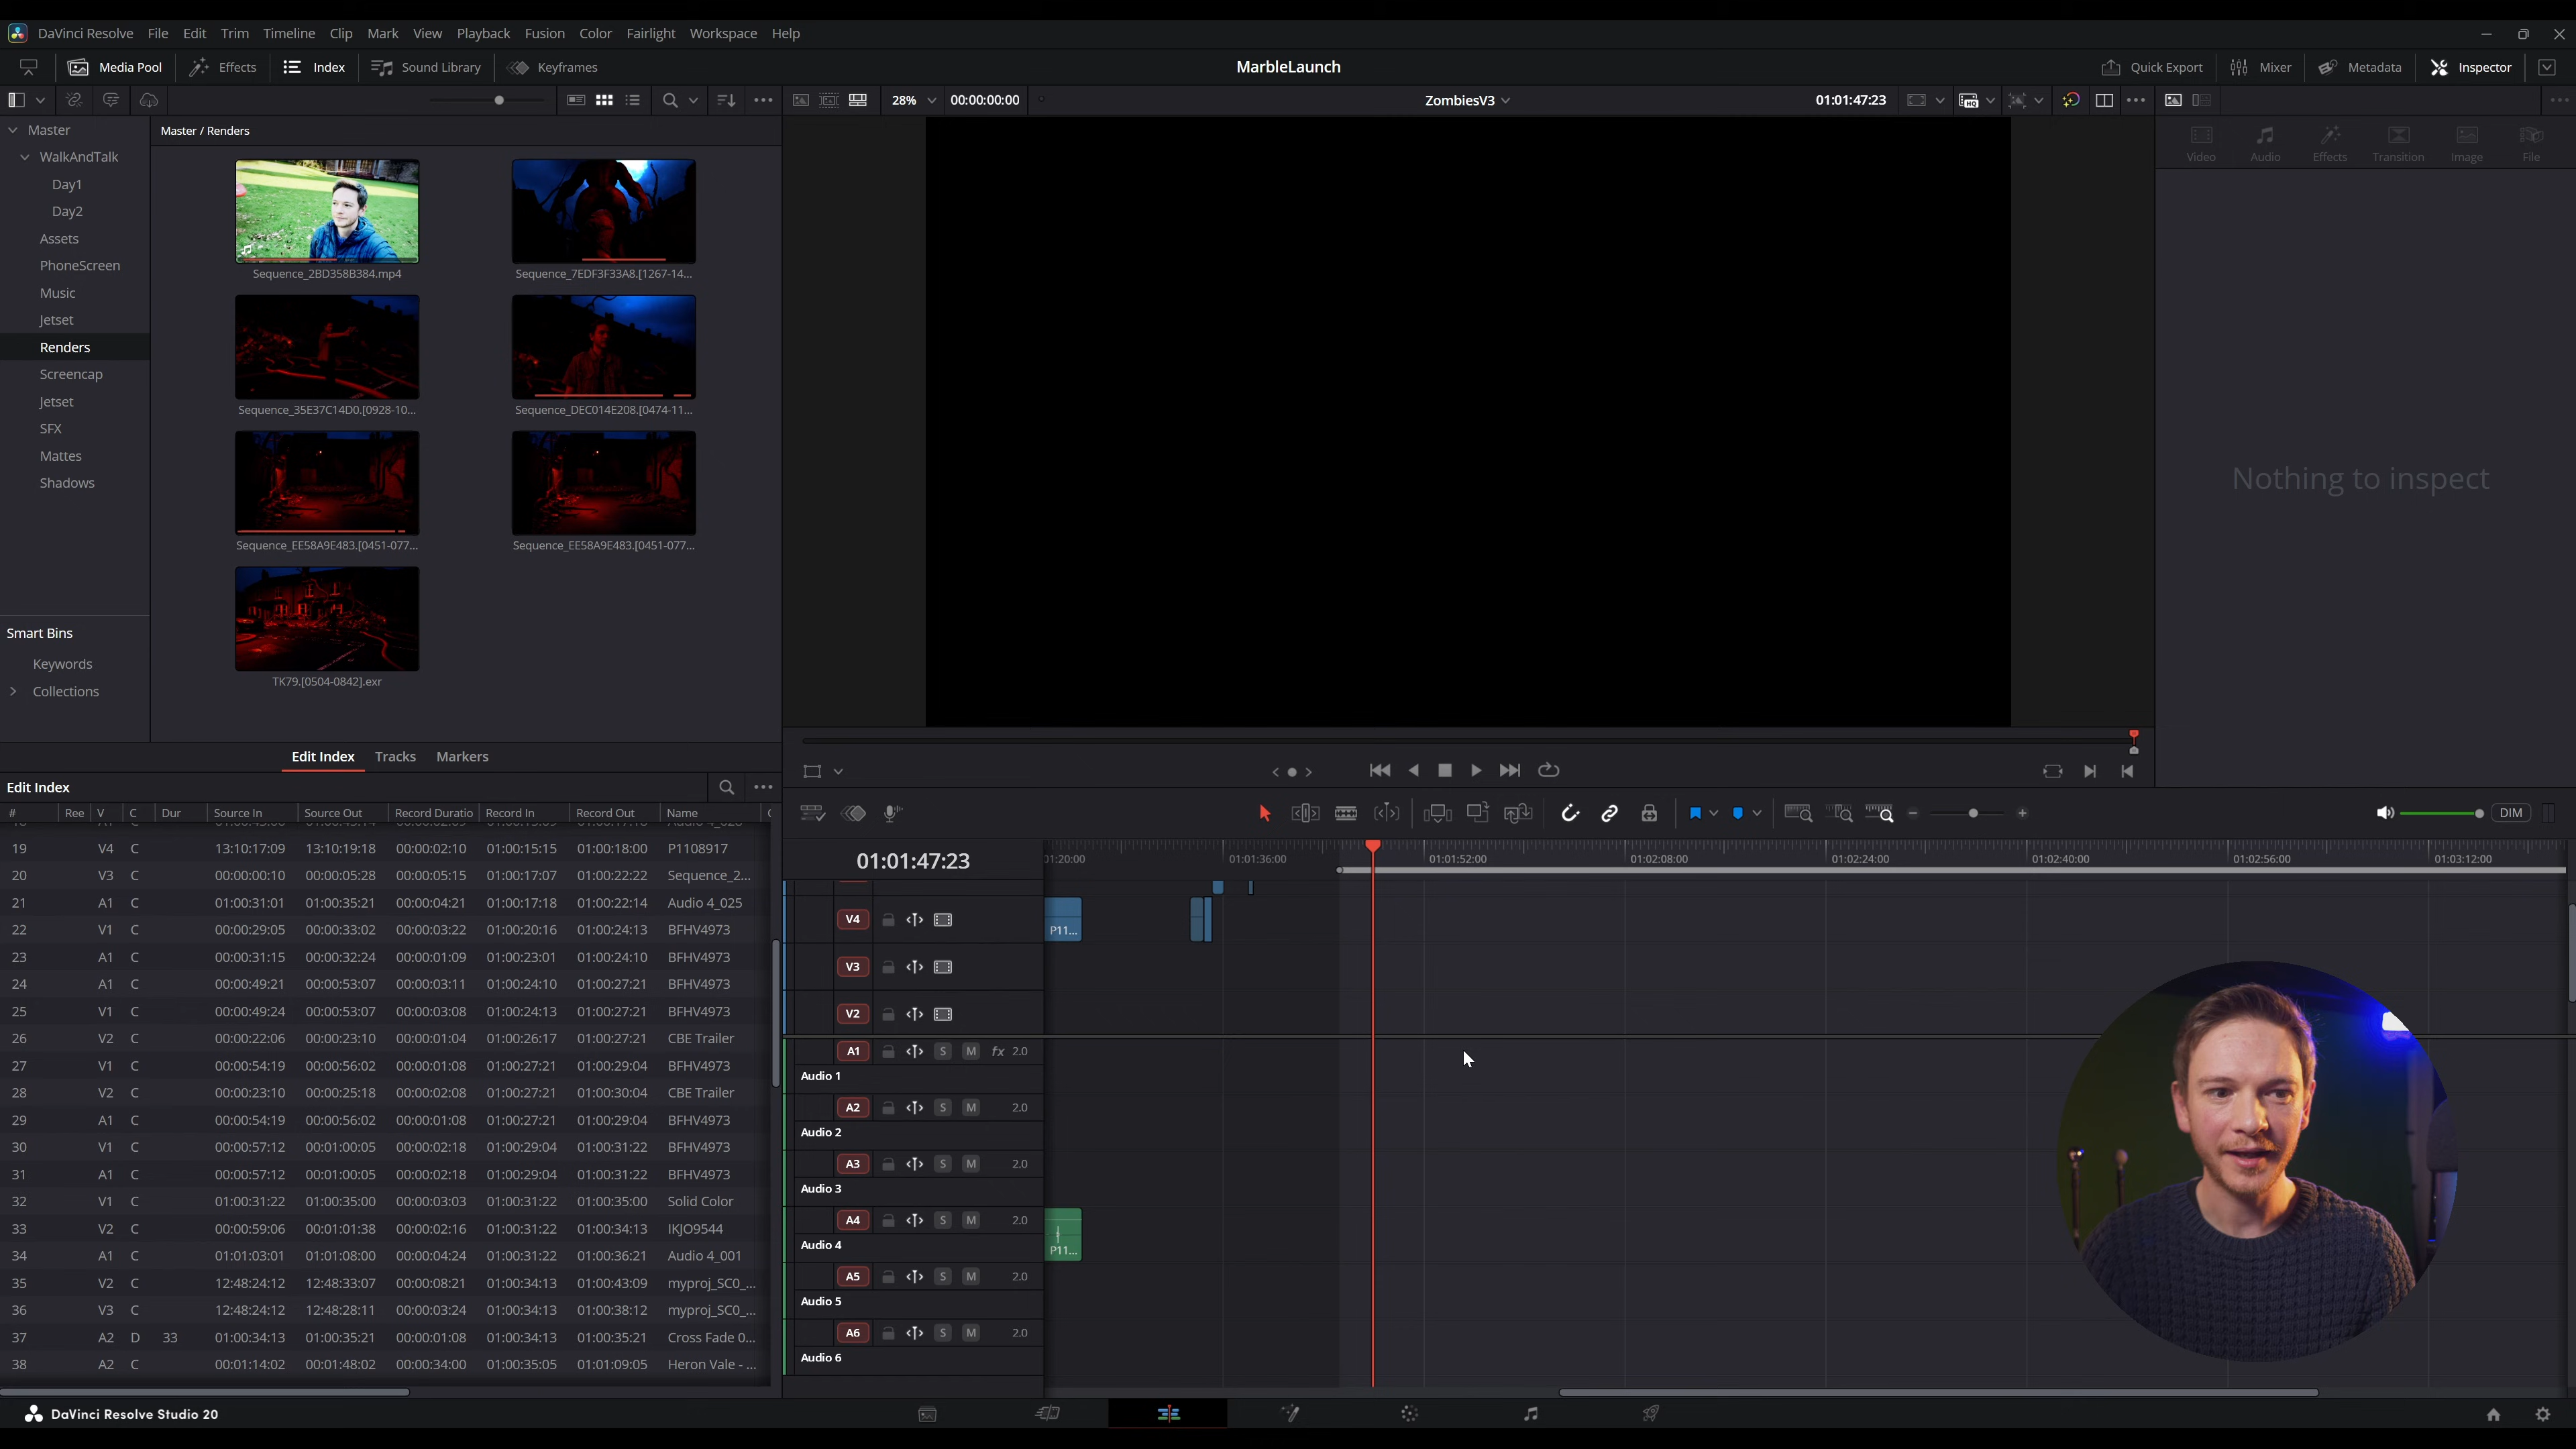 DaVinci Resolve File Edit Trim Timeline Clip Mark View Playback Fusion Color Fairlight Workspace Help
Media Pool Effects Index Sound Library Keyframes MarbleLaunch Quick Export Mixer Metadata Inspector
28% 00:00:00:00 ZombiesV3 01:01:47:23
Master
WalkAndTalk
Day1
Day2
Assets
PhoneScreen
Music
Jetset
Renders
Screencap
Jetset
SFX
Mattes
Shadows
Smart Bins
Keywords
Collections
Master / Renders
Sequence_2BD358B384.mp4
Sequence_7EDF3F33A8.[1267-14...
Sequence_35E37C14D0.[0928-10...
Sequence_DEC014E208.[0474-11...
Sequence_EE58A9E483.[0451-077...
Sequence_EE58A9E483.[0451-077...
TK79.[0504-0842].exr
Video Audio Effects Transition Image File
Nothing to inspect
Edit Index Tracks Markers
Edit Index
# Ree V C Dur Source In Source Out Record Duratio Record In Record Out Name
19 V4 C 13:10:17:09 13:10:19:18 00:00:02:10 01:00:15:15 01:00:18:00 P1108917
20 V3 C 00:00:00:10 00:00:05:28 00:00:05:15 01:00:17:07 01:00:22:22 Sequence_2...
21 A1 C 01:00:31:01 01:00:35:21 00:00:04:21 01:00:17:18 01:00:22:14 Audio 4_025
22 V1 C 00:00:29:05 00:00:33:02 00:00:03:22 01:00:20:16 01:00:24:13 BFHV4973
23 A1 C 00:00:31:15 00:00:32:24 00:00:01:09 01:00:23:01 01:00:24:10 BFHV4973
24 A1 C 00:00:49:21 00:00:53:07 00:00:03:11 01:00:24:10 01:00:27:21 BFHV4973
25 V1 C 00:00:49:24 00:00:53:07 00:00:03:08 01:00:24:13 01:00:27:21 BFHV4973
26 V2 C 00:00:22:06 00:00:23:10 00:00:01:04 01:00:26:17 01:00:27:21 CBE Trailer
27 V1 C 00:00:54:19 00:00:56:02 00:00:01:08 01:00:27:21 01:00:29:04 BFHV4973
28 V2 C 00:00:23:10 00:00:25:18 00:00:02:08 01:00:27:21 01:00:30:04 CBE Trailer
29 A1 C 00:00:54:19 00:00:56:02 00:00:01:08 01:00:27:21 01:00:29:04 BFHV4973
30 V1 C 00:00:57:12 00:01:00:05 00:00:02:18 01:00:29:04 01:00:31:22 BFHV4973
31 A1 C 00:00:57:12 00:01:00:05 00:00:02:18 01:00:29:04 01:00:31:22 BFHV4973
32 V1 C 01:00:31:22 01:00:35:00 00:00:03:03 01:00:31:22 01:00:35:00 Solid Color
33 V2 C 00:00:59:06 00:01:01:38 00:00:02:16 01:00:31:22 01:00:34:13 IKJO9544
34 A1 C 01:01:03:01 01:01:08:00 00:00:04:24 01:00:31:22 01:00:36:21 Audio 4_001
35 V2 C 12:48:24:12 12:48:33:07 00:00:08:21 01:00:34:13 01:00:43:09 myproj_SC0_...
36 V3 C 12:48:24:12 12:48:28:11 00:00:03:24 01:00:34:13 01:00:38:12 myproj_SC0_...
37 A2 D 33 01:00:34:13 01:00:35:21 00:00:01:08 01:00:34:13 01:00:35:21 Cross Fade 0...
38 A2 C 00:01:14:02 00:01:48:02 00:00:34:00 01:00:35:05 01:01:09:05 Heron Vale - ...
DIM
01:01:47:23
01:20:00 01:01:36:00 01:01:52:00 01:02:08:00 01:02:24:00 01:02:40:00 01:02:56:00 01:03:12:00
V4
P11...
V3
V2
A1 S M fx 2.0
Audio 1
A2 S M 2.0
Audio 2
A3 S M 2.0
Audio 3
A4 S M 2.0
Audio 4
P11...
A5 S M 2.0
Audio 5
A6 S M 2.0
Audio 6
DaVinci Resolve Studio 20